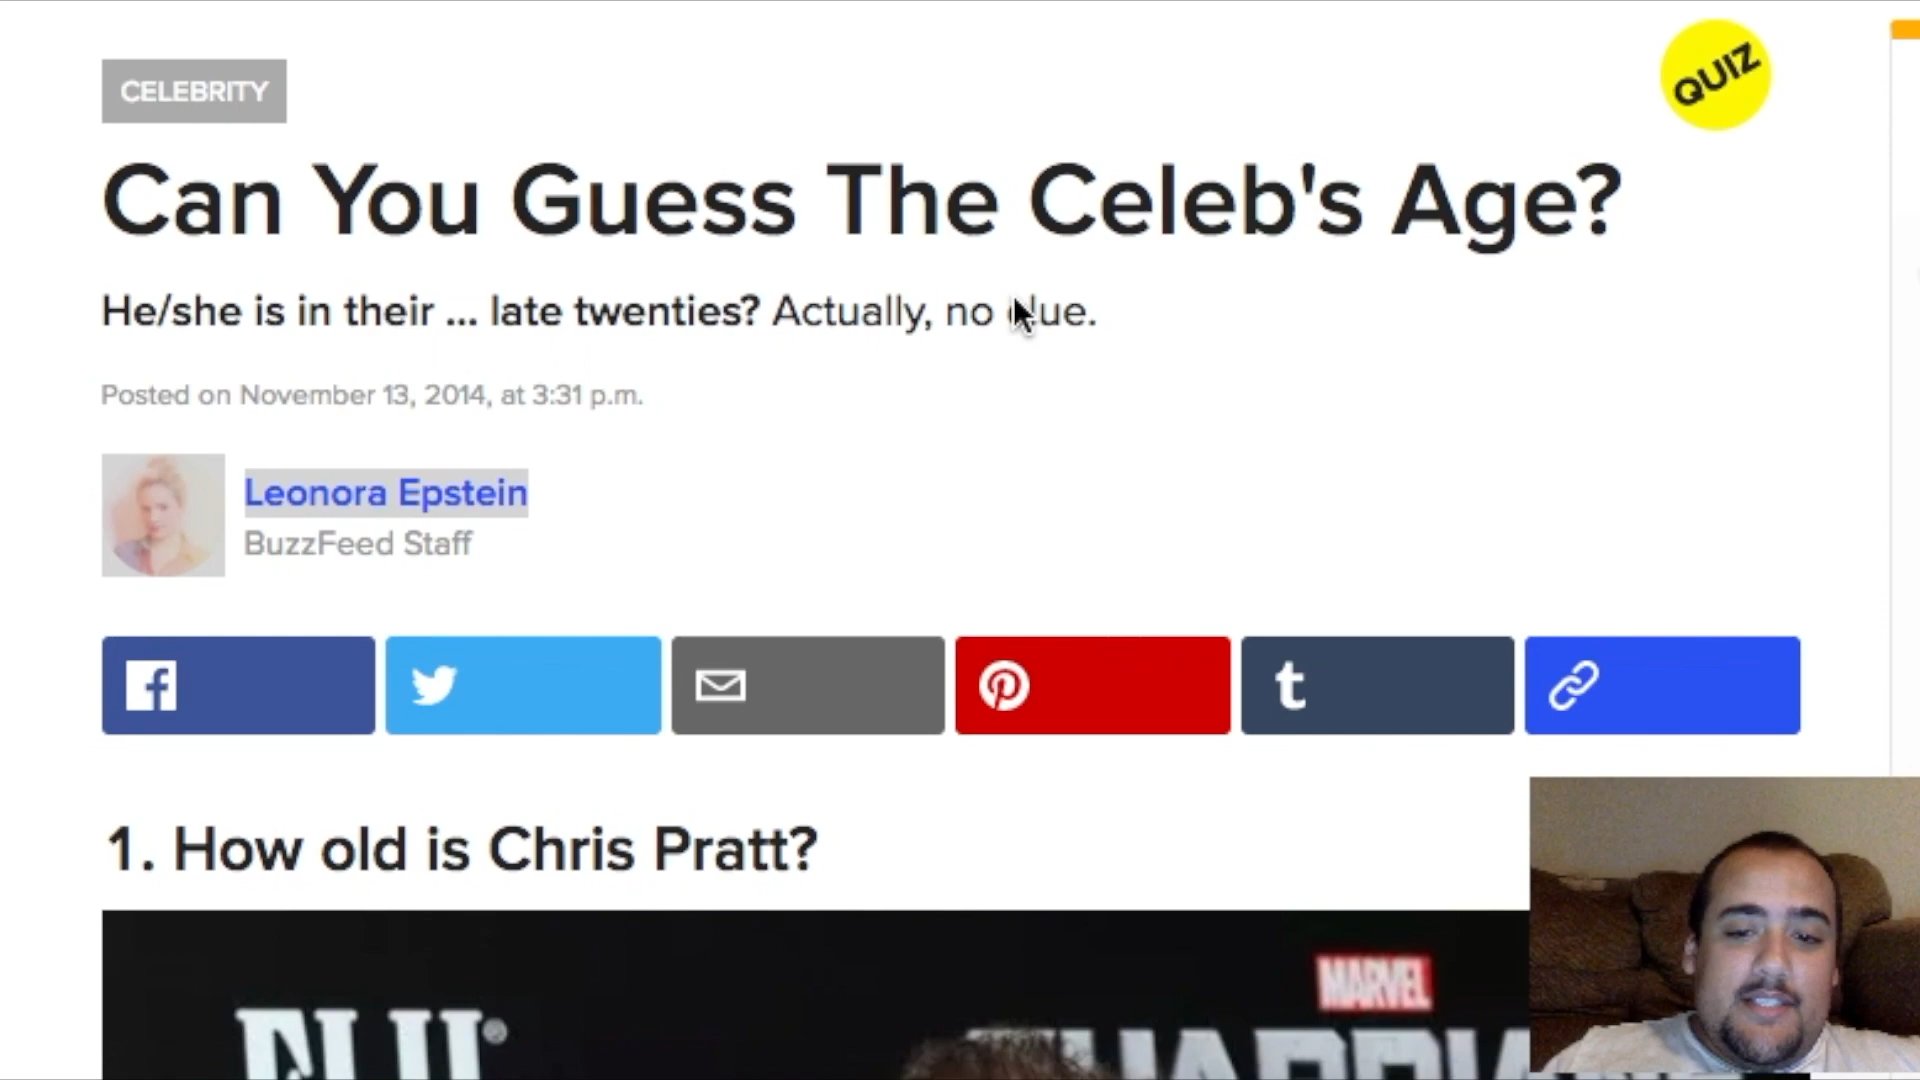 CELEBRITY
QUIZ
Can You Guess The Celeb's Age?
He/she is in their ... late twenties? Actually, no clue.
Posted on November 13, 2014, at 3:31 p.m.
Leonora Epstein
BuzzFeed Staff
1. How old is Chris Pratt?
MARVEL